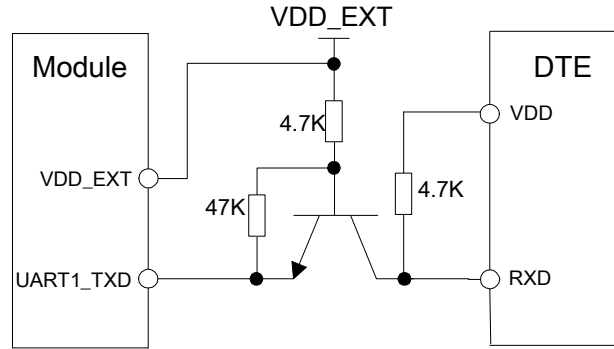 VDD_EXT
Module
DTE
VDD
4.7K
VDD_EXT
47K
4.7K
UART1_TXD
RXD